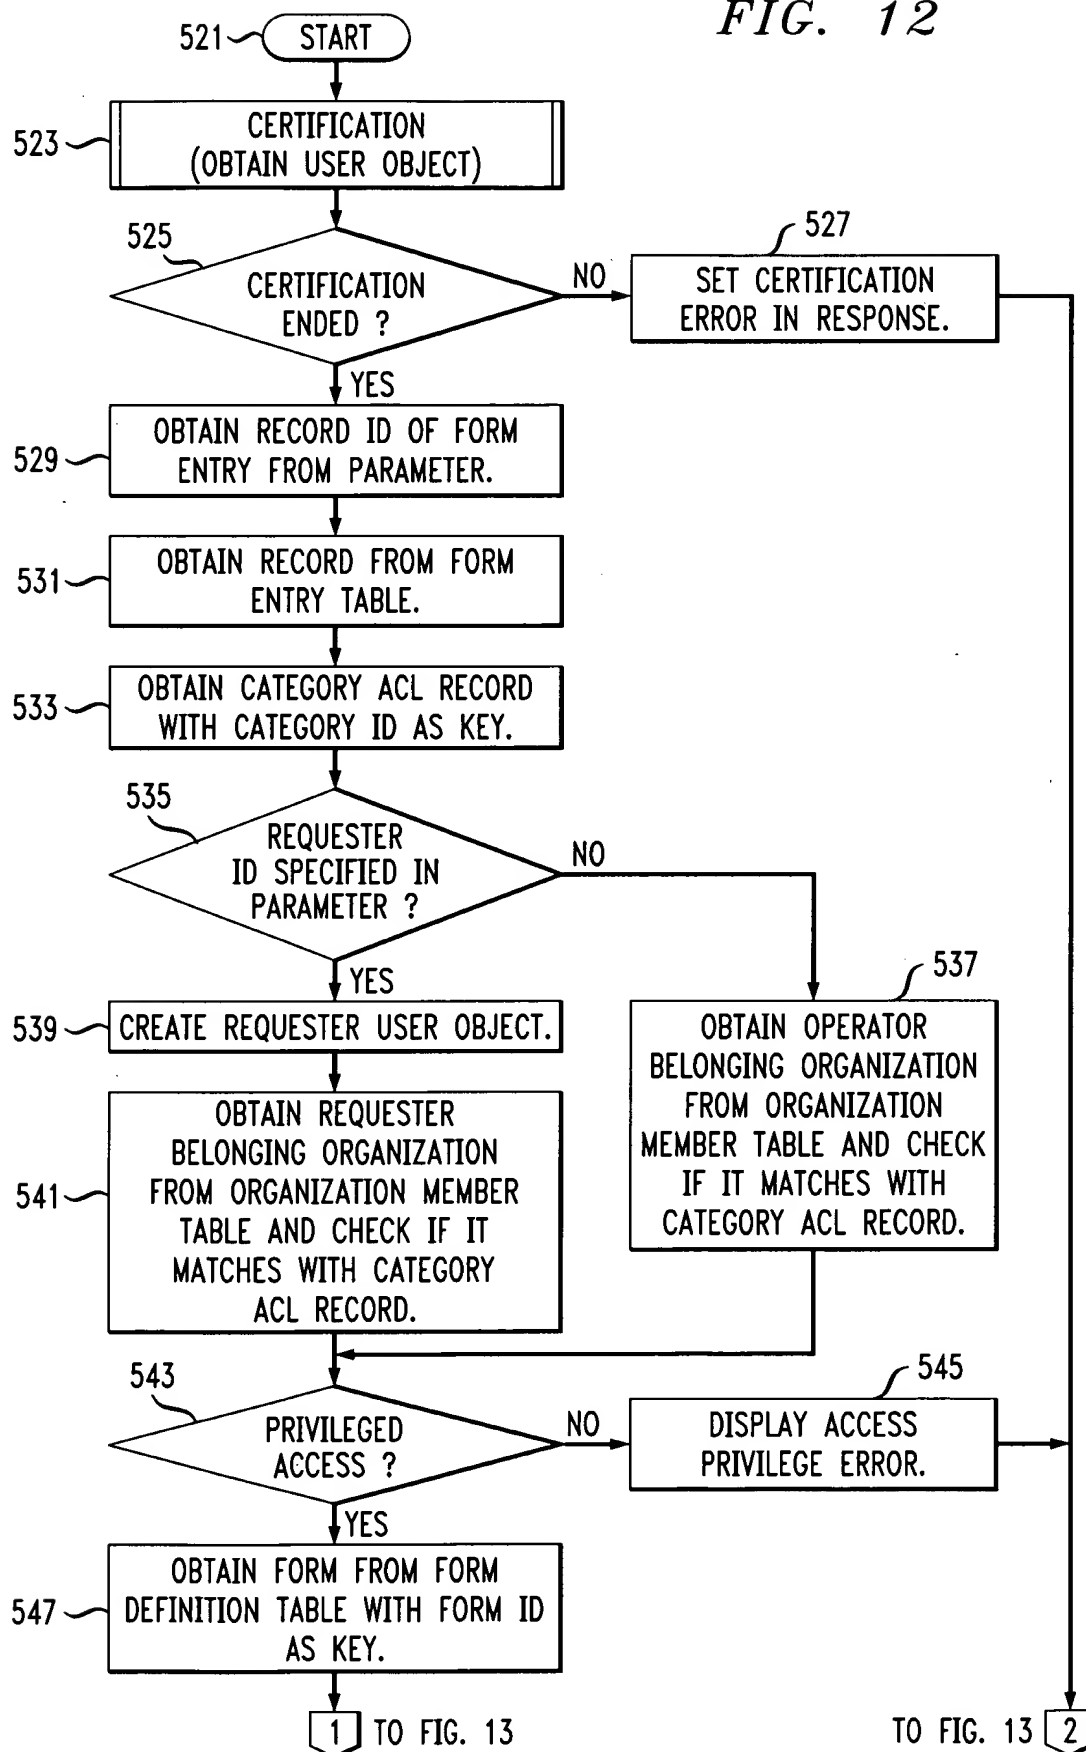 FIG. 12
521
START
523
CERTIFICATION
(OBTAIN USER OBJECT)
525
CERTIFICATION
ENDED ?
NO
527
SET CERTIFICATION
ERROR IN RESPONSE.
YES
529
OBTAIN RECORD ID OF FORM
ENTRY FROM PARAMETER.
531
OBTAIN RECORD FROM FORM
ENTRY TABLE.
533
OBTAIN CATEGORY ACL RECORD
WITH CATEGORY ID AS KEY.
535
REQUESTER
ID SPECIFIED IN
PARAMETER ?
NO
YES
537
OBTAIN OPERATOR
BELONGING ORGANIZATION
FROM ORGANIZATION
MEMBER TABLE AND CHECK
IF IT MATCHES WITH
CATEGORY ACL RECORD.
539
CREATE REQUESTER USER OBJECT.
541
OBTAIN REQUESTER
BELONGING ORGANIZATION
FROM ORGANIZATION MEMBER
TABLE AND CHECK IF IT
MATCHES WITH CATEGORY
ACL RECORD.
543
PRIVILEGED
ACCESS ?
NO
545
DISPLAY ACCESS
PRIVILEGE ERROR.
YES
547
OBTAIN FORM FROM FORM
DEFINITION TABLE WITH FORM ID
AS KEY.
1 TO FIG. 13
TO FIG. 13 2